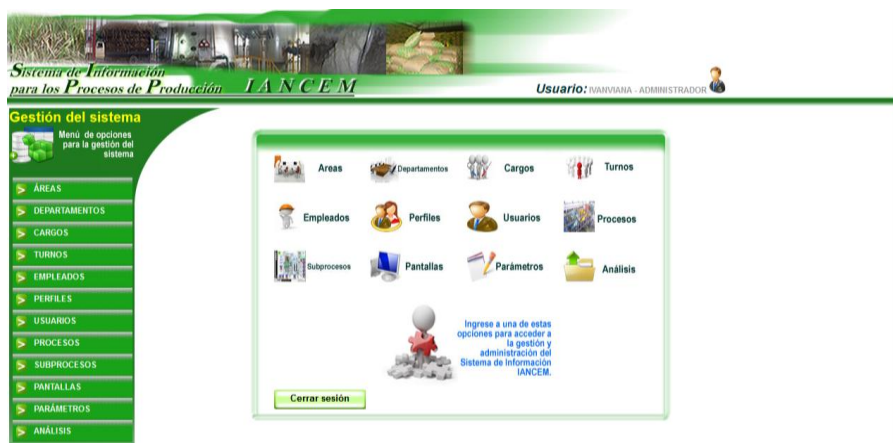 Sistema de Información
para los Procesos de Producción IANCEM
Usuario: IVANVIANA - ADMINISTRADOR
Gestión del sistema
Menú de opciones
para la gestión del
sistema
ÁREAS
DEPARTAMENTOS
CARGOS
TURNOS
EMPLEADOS
PERFILES
USUARIOS
PROCESOS
SUBPROCESOS
PANTALLAS
PARÁMETROS
ANÁLISIS
Areas Departamentos Cargos Turnos
Empleados Perfiles Usuarios Procesos
Subprocesos Pantallas Parámetros Análisis
Ingrese a una de estas
opciones para acceder a
la gestión y
administración del
Sistema de Información
IANCEM.
Cerrar sesión